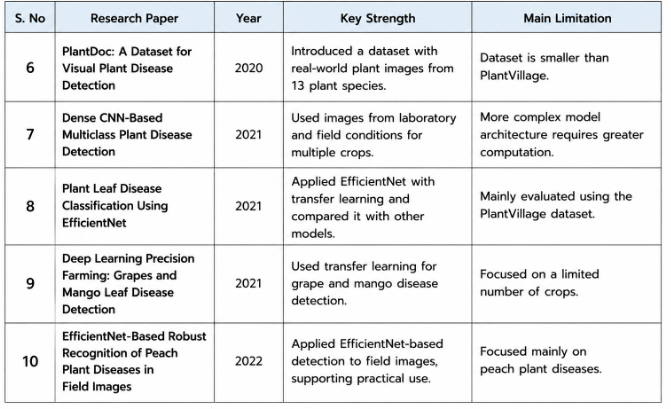 S. No Research Paper Year Key Strength Main Limitation
6
PlantDoc: A Dataset for
Visual Plant Disease
Detection
2020
Introduced a dataset with
real-world plant images from
13 plant species.
Dataset is smaller than
PlantVillage.
7
Dense CNN-Based
Multiclass Plant Disease
Detection
2021
Used images from laboratory
and field conditions for
multiple crops.
More complex model
architecture requires greater
computation.
8
Plant Leaf Disease
Classification Using
EfficientNet
2021
Applied EfficientNet with
transfer learning and
compared it with other
models.
Mainly evaluated using the
PlantVillage dataset.
9
Deep Learning Precision
Farming: Grapes and
Mango Leaf Disease
Detection
2021
Used transfer learning for
grape and mango disease
detection.
Focused on a limited
number of crops.
10
EfficientNet-Based Robust
Recognition of Peach
Plant Diseases in
Field Images
2022
Applied EfficientNet-based
detection to field images,
supporting practical use.
Focused mainly on
peach plant diseases.